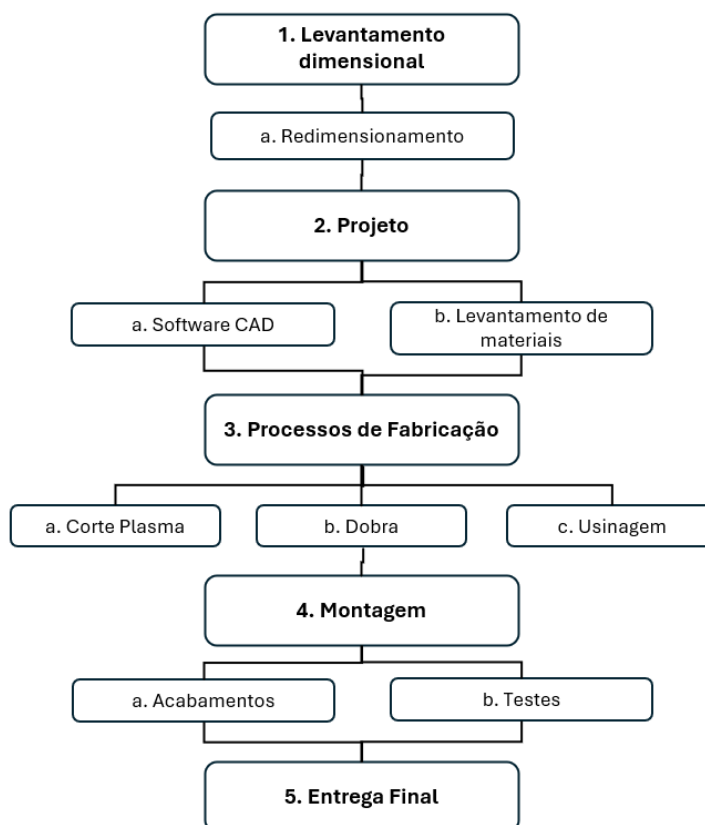 1. Levantamento
dimensional
a. Redimensionamento
2. Projeto
a. Software CAD
b. Levantamento de
materiais
3. Processos de Fabricação
a. Corte Plasma
b. Dobra
c. Usinagem
4. Montagem
a. Acabamentos
b. Testes
5. Entrega Final